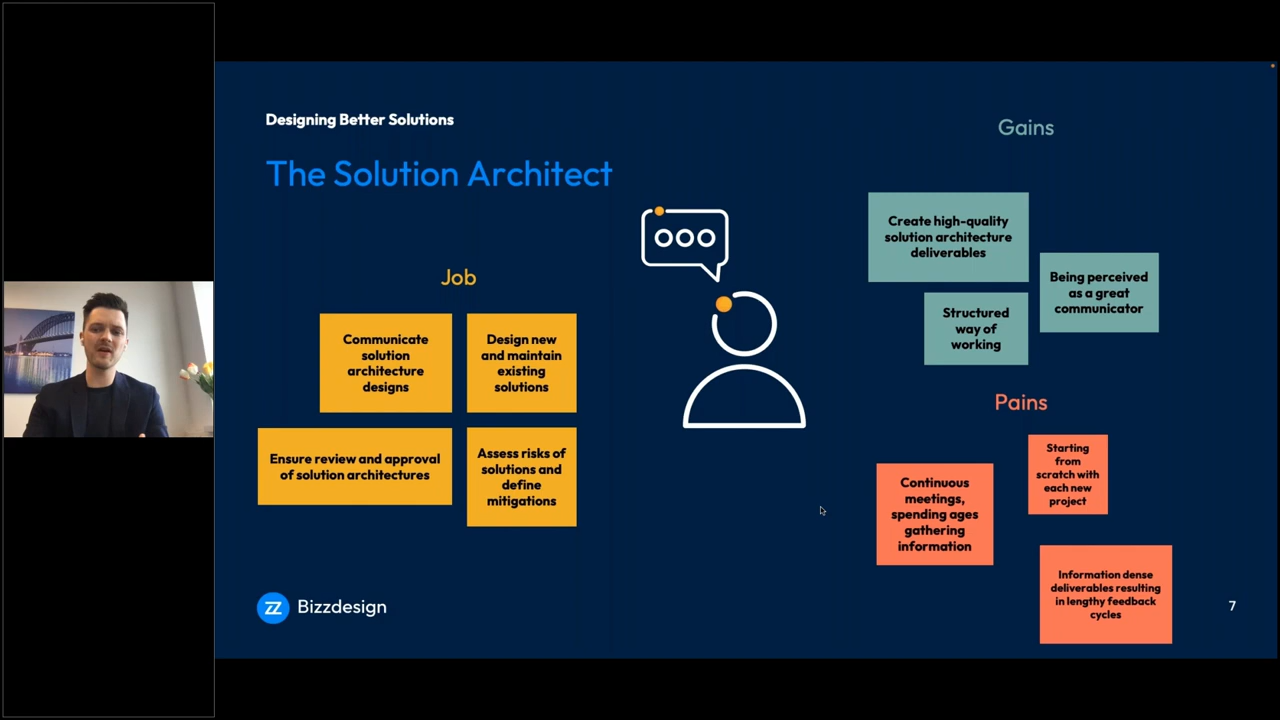 Designing Better Solutions
The Solution Architect
Job
Communicate
solution
architecture
designs
Design new
and maintain
existing
solutions
Ensure review and approval
of solution architectures
Assess risks of
solutions and
define
mitigations
Gains
Create high-quality
solution architecture
deliverables
Being perceived
as a great
communicator
Structured
way of
working
Pains
Starting
from
scratch with
each new
project
Continuous
meetings,
spending ages
gathering
information
Information dense
deliverables resulting
in lengthy feedback
cycles
Bizzdesign
7